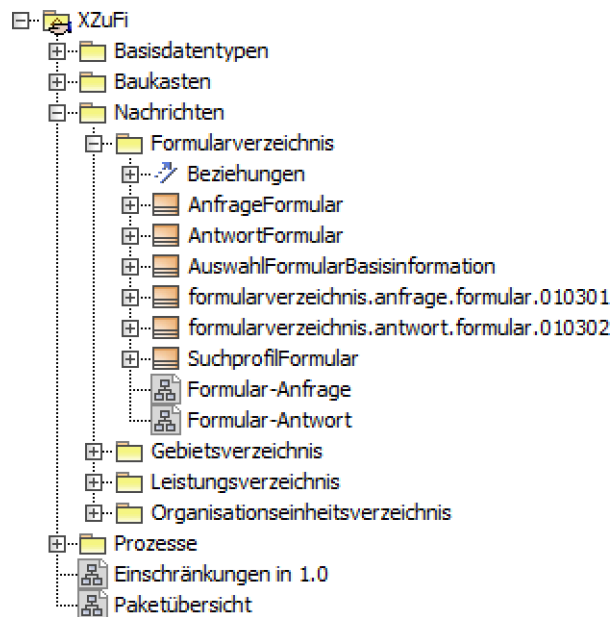 XZuFi
Basisdatentypen
Baukasten
Nachrichten
Formularverzeichnis
Beziehungen
AnfrageFormular
AntwortFormular
AuswahlFormularBasisinformation
formularverzeichnis.anfrage.formular.010301
formularverzeichnis.antwort.formular.010302
SuchprofilFormular
Formular-Anfrage
Formular-Antwort
Gebietsverzeichnis
Leistungsverzeichnis
Organisationseinheitsverzeichnis
Prozesse
Einschränkungen in 1.0
Paketübersicht